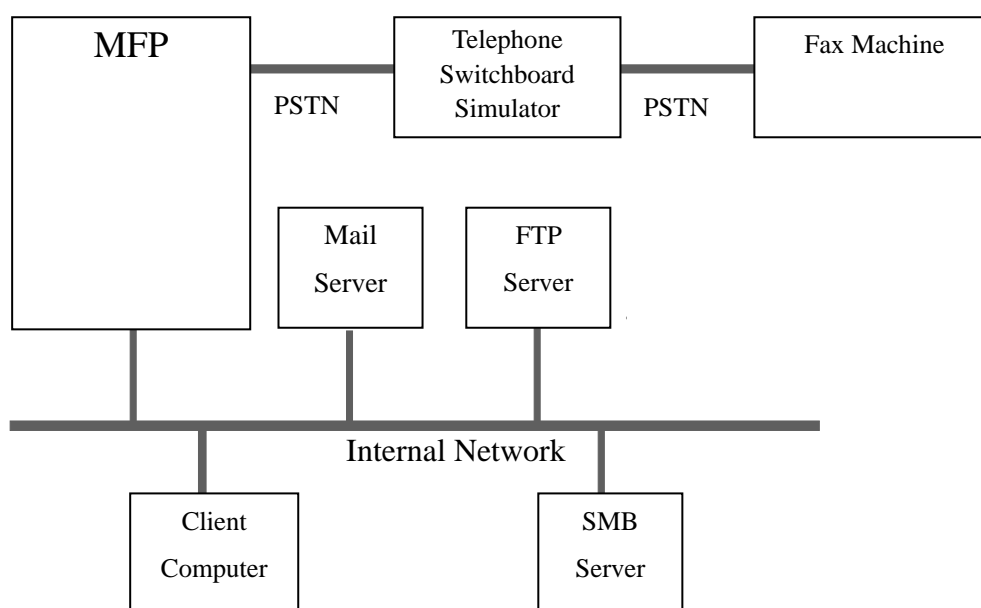 MFP
Telephone
Switchboard
Simulator
Fax Machine
PSTN
PSTN
Mail
Server
FTP
Server
Internal Network
Client
Computer
SMB
Server